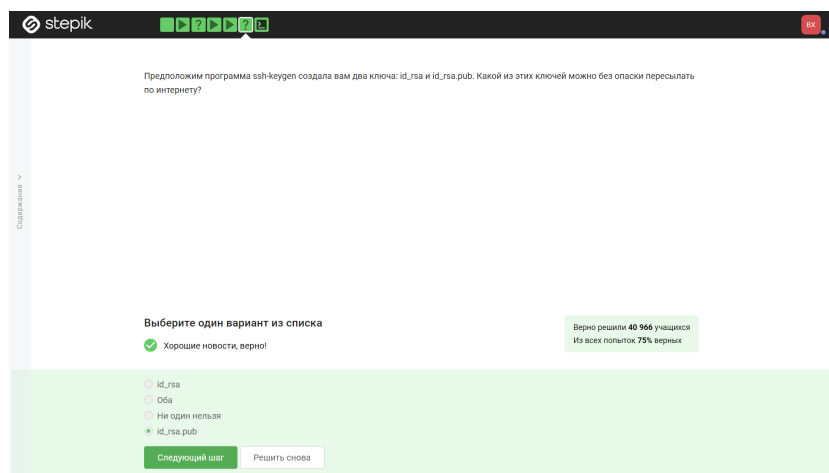 stepik
? ?
ВХ
Предположим программа ssh-keygen создала вам два ключа: id_rsa и id_rsa.pub. Какой из этих ключей можно без опаски пересылать
по интернету?
Содержание
Выберите один вариант из списка
Хорошие новости, верно!
Верно решили 40 966 учащихся
Из всех попыток 75% верных
id_rsa
Оба
Ни один нельзя
id_rsa.pub
Следующий шаг
Решить снова